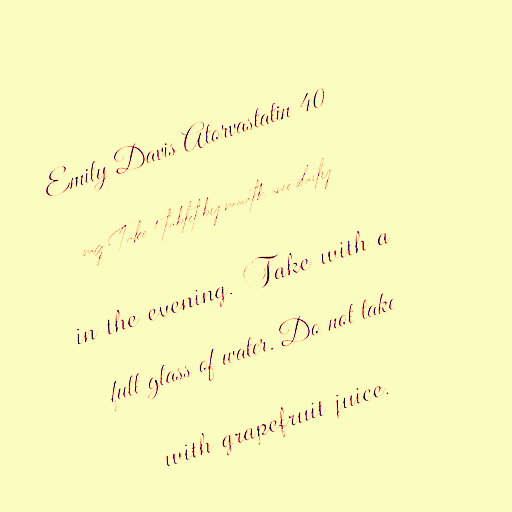 Emily Davis Atorvastatin 40
mg Take 1 tablet by mouth once daily
in the evening. Take with a
full glass of water. Do not take
with grapefruit juice.